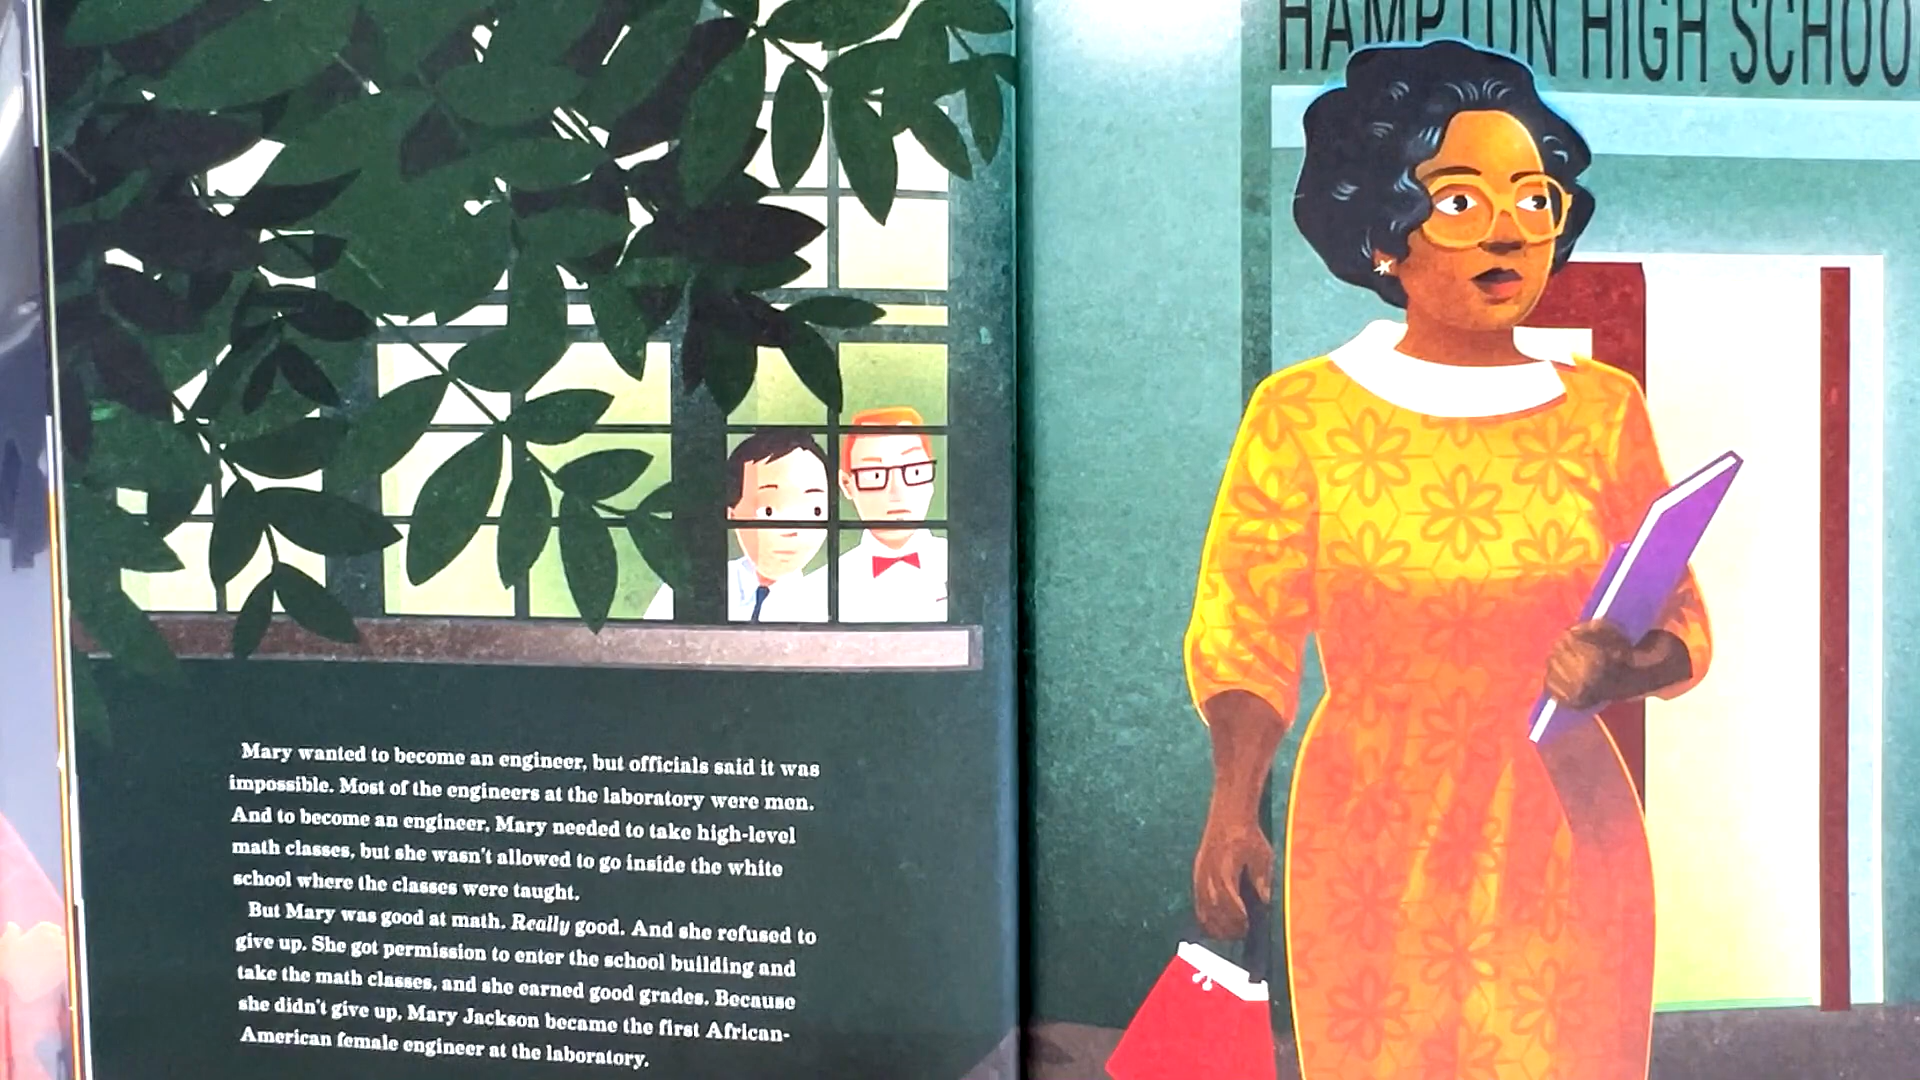 Mary wanted to become an engineer, but officials said it was
impossible. Most of the engineers at the laboratory were men.
And to become an engineer, Mary needed to take high-level
math classes, but she wasn't allowed to go inside the white
school where the classes were taught.
But Mary was good at math. Really good. And she refused to
give up. She got permission to enter the school building and
take the math classes, and she earned good grades. Because
she didn't give up, Mary Jackson became the first African-
American female engineer at the laboratory.
HAMPTON HIGH SCHOO